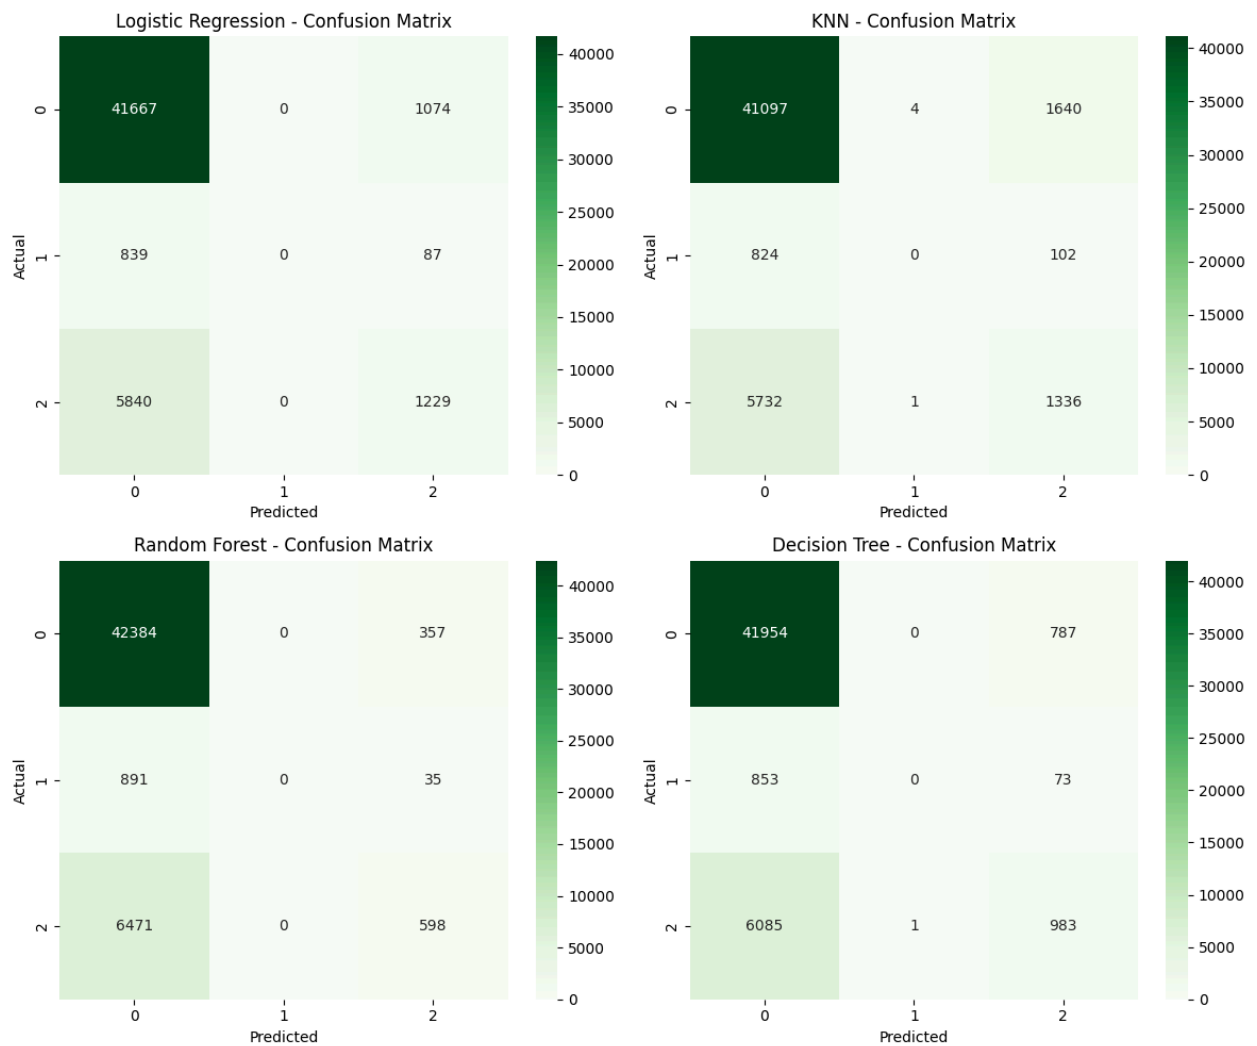 Logistic Regression - Confusion Matrix
41667 0 1074
839 0 87
5840 0 1229
0
1
2
Actual
0 1 2
Predicted
40000
35000
30000
25000
20000
15000
10000
5000
0
KNN - Confusion Matrix
41097 4 1640
824 0 102
5732 1 1336
0
1
2
Actual
0 1 2
Predicted
40000
35000
30000
25000
20000
15000
10000
5000
0
Random Forest - Confusion Matrix
42384 0 357
891 0 35
6471 0 598
0
1
2
Actual
0 1 2
Predicted
40000
35000
30000
25000
20000
15000
10000
5000
0
Decision Tree - Confusion Matrix
41954 0 787
853 0 73
6085 1 983
0
1
2
Actual
0 1 2
Predicted
40000
35000
30000
25000
20000
15000
10000
5000
0